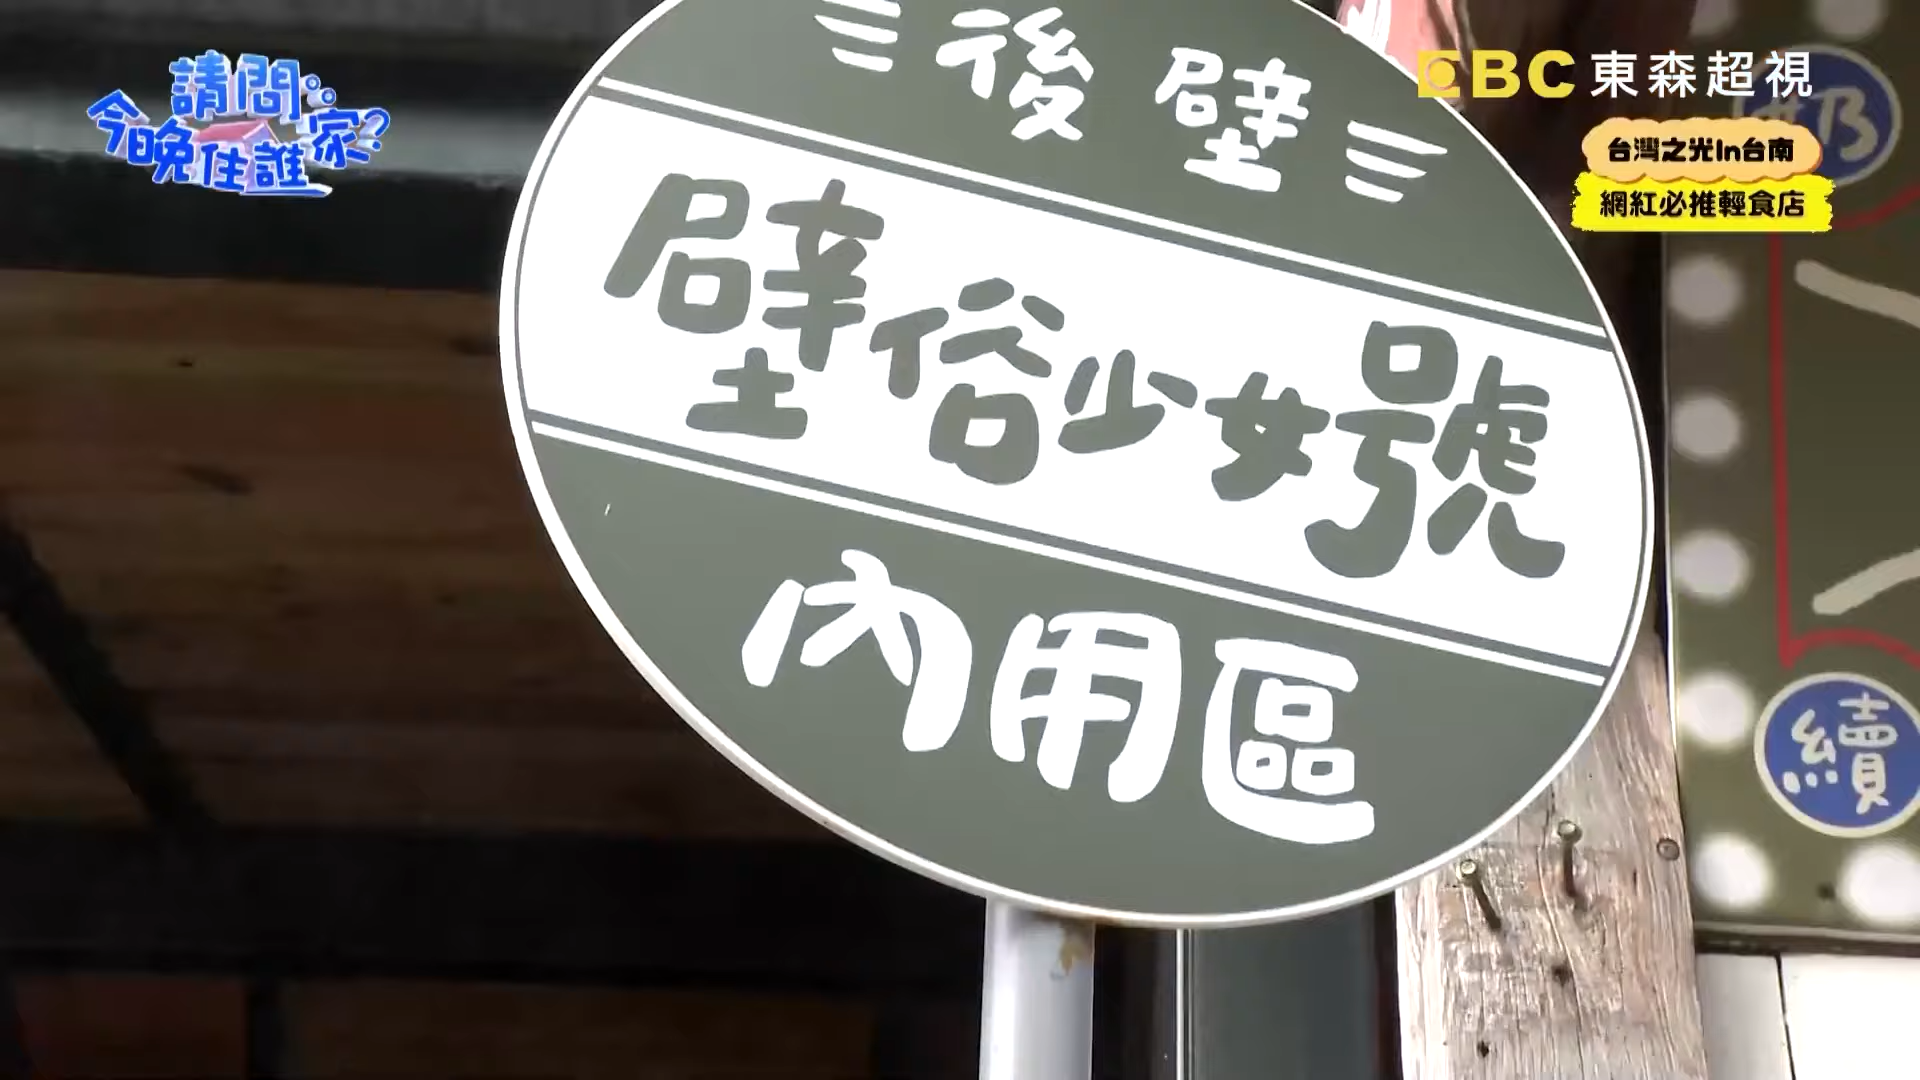 請問
今晚住誰家?
EBC 東森超視
台灣之光In台南
網紅必推輕食店
後壁
壁俗少女號
內用區
續